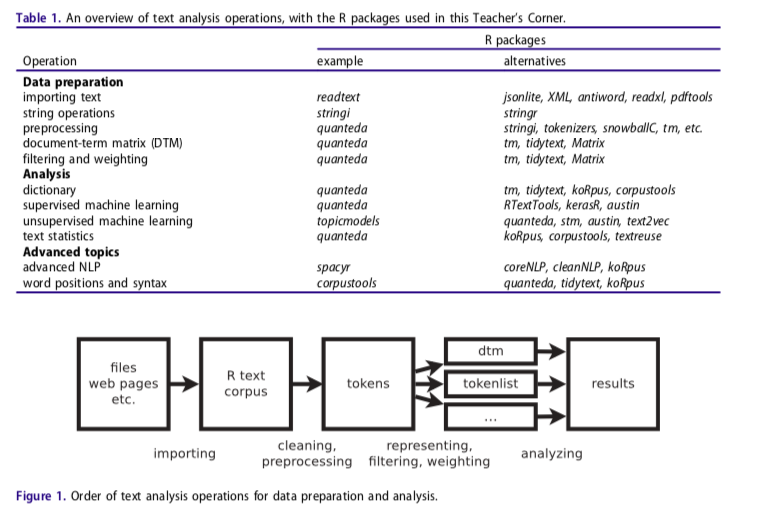 Table 1. An overview of text analysis operations, with the R packages used in this Teacher's Corner.
R packages
Operation example alternatives
Data preparation
importing text readtext jsonlite, XML, antiword, readxl, pdftools
string operations stringi stringr
preprocessing quanteda stringi, tokenizers, snowballC, tm, etc.
document-term matrix (DTM) quanteda tm, tidytext, Matrix
filtering and weighting quanteda tm, tidytext, Matrix
Analysis
dictionary quanteda tm, tidytext, koRpus, corpustools
supervised machine learning quanteda RTextTools, kerasR, austin
unsupervised machine learning topicmodels quanteda, stm, austin, text2vec
text statistics quanteda koRpus, corpustools, textreuse
Advanced topics
advanced NLP spacyr coreNLP, cleanNLP, koRpus
word positions and syntax corpustools quanteda, tidytext, koRpus
files
web pages
etc.
R text
corpus
tokens
dtm
tokenlist
...
results
importing
cleaning,
preprocessing
representing,
filtering, weighting
analyzing
Figure 1. Order of text analysis operations for data preparation and analysis.